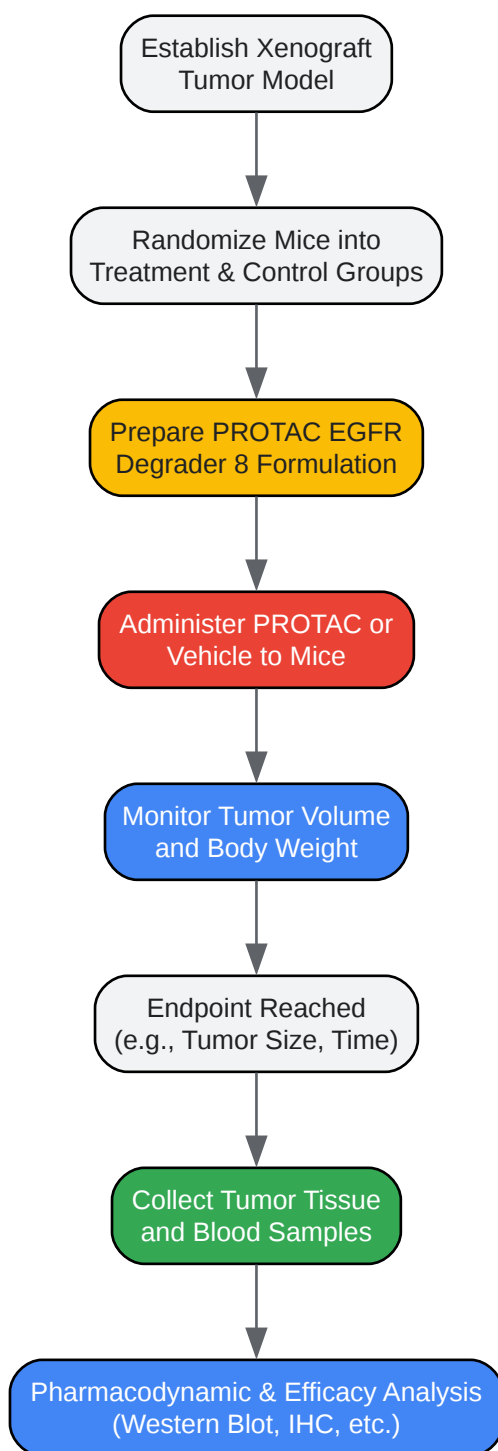 Establish Xenograft
Tumor Model
Randomize Mice into
Treatment & Control Groups
Prepare PROTAC EGFR
Degrader 8 Formulation
Administer PROTAC or
Vehicle to Mice
Monitor Tumor Volume
and Body Weight
Endpoint Reached
(e.g., Tumor Size, Time)
Collect Tumor Tissue
and Blood Samples
Pharmacodynamic & Efficacy Analysis
(Western Blot, IHC, etc.)